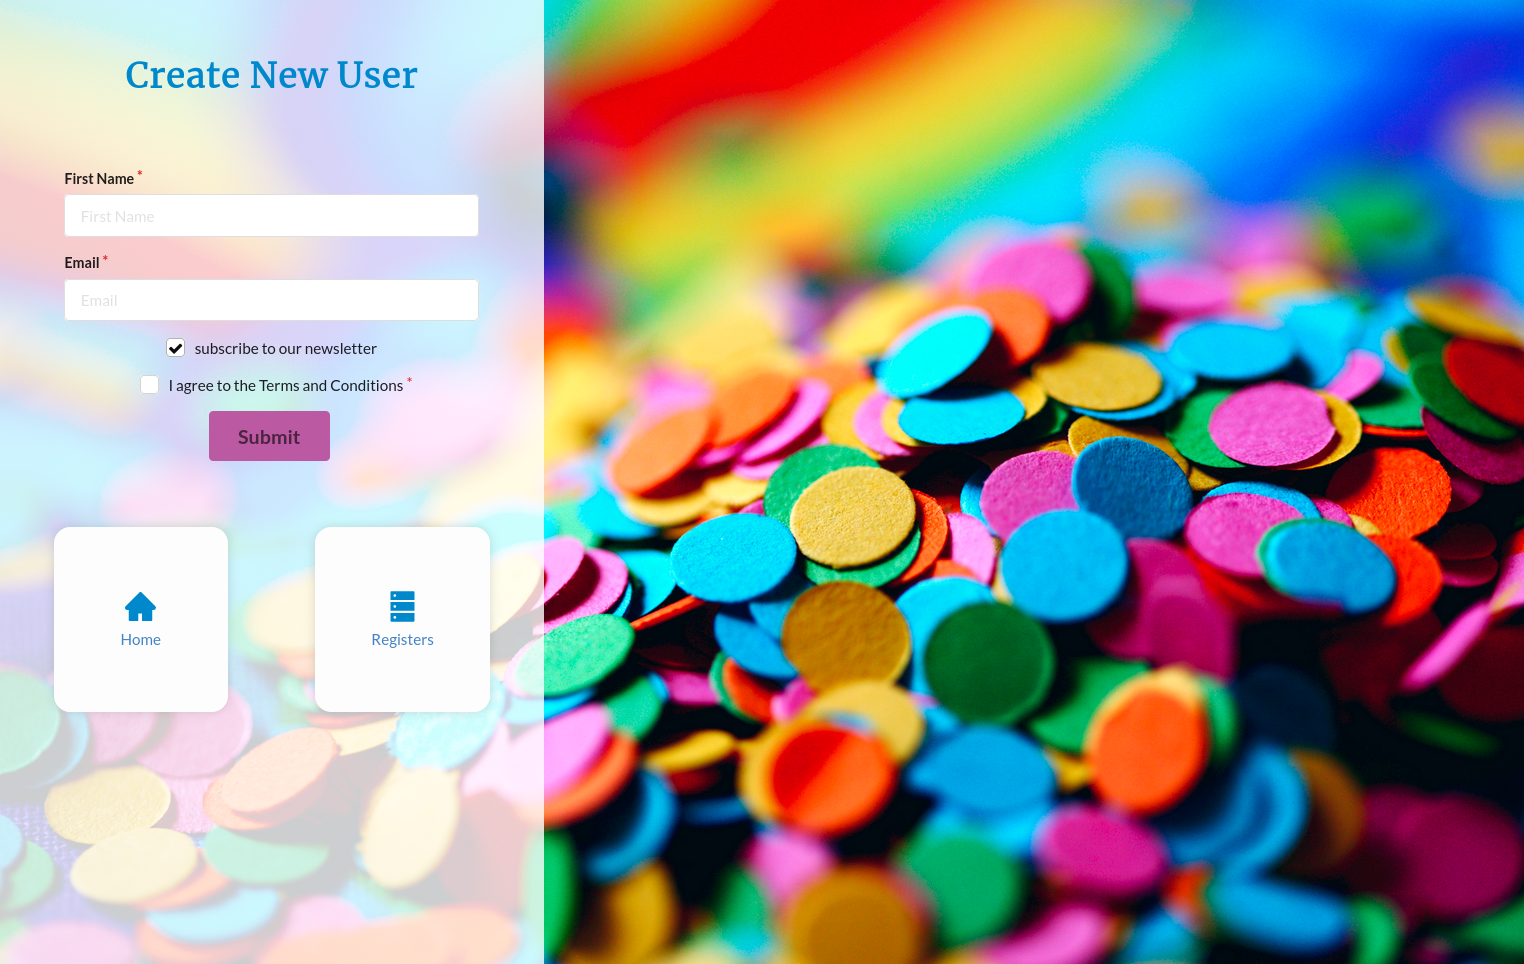 Create New User
First Name *
First Name
Email *
Email
subscribe to our newsletter
I agree to the Terms and Conditions *
Submit
Home
Registers